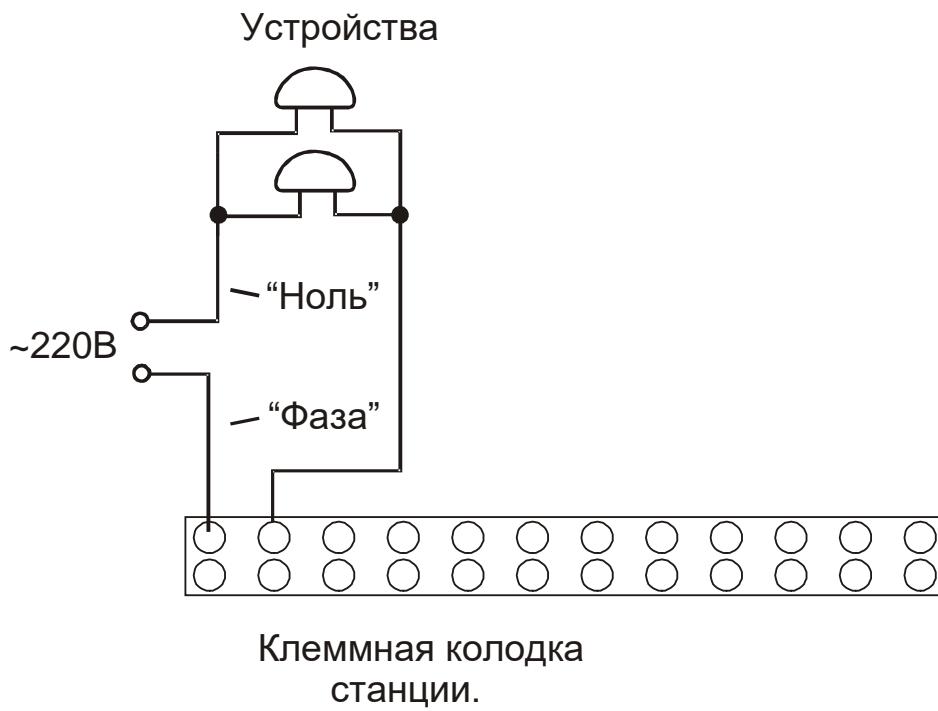 Устройства
“Ноль”
~220В
“Фаза”
Клеммная колодка
станции.